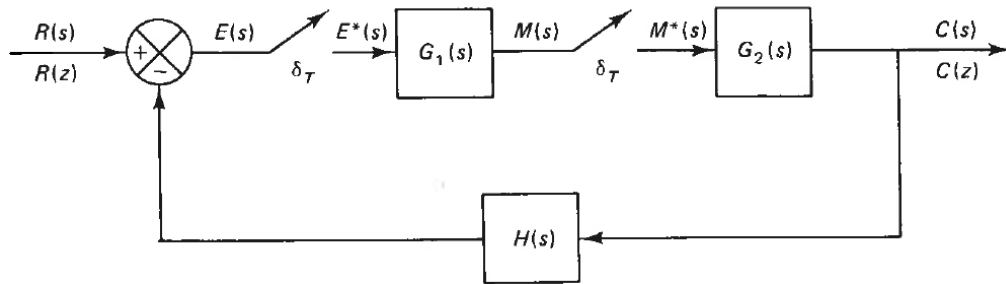 R(s)
R(z)
+
−
E(s)
δT
E*(s)
G1(s)
M(s)
δT
M*(s)
G2(s)
C(s)
C(z)
H(s)